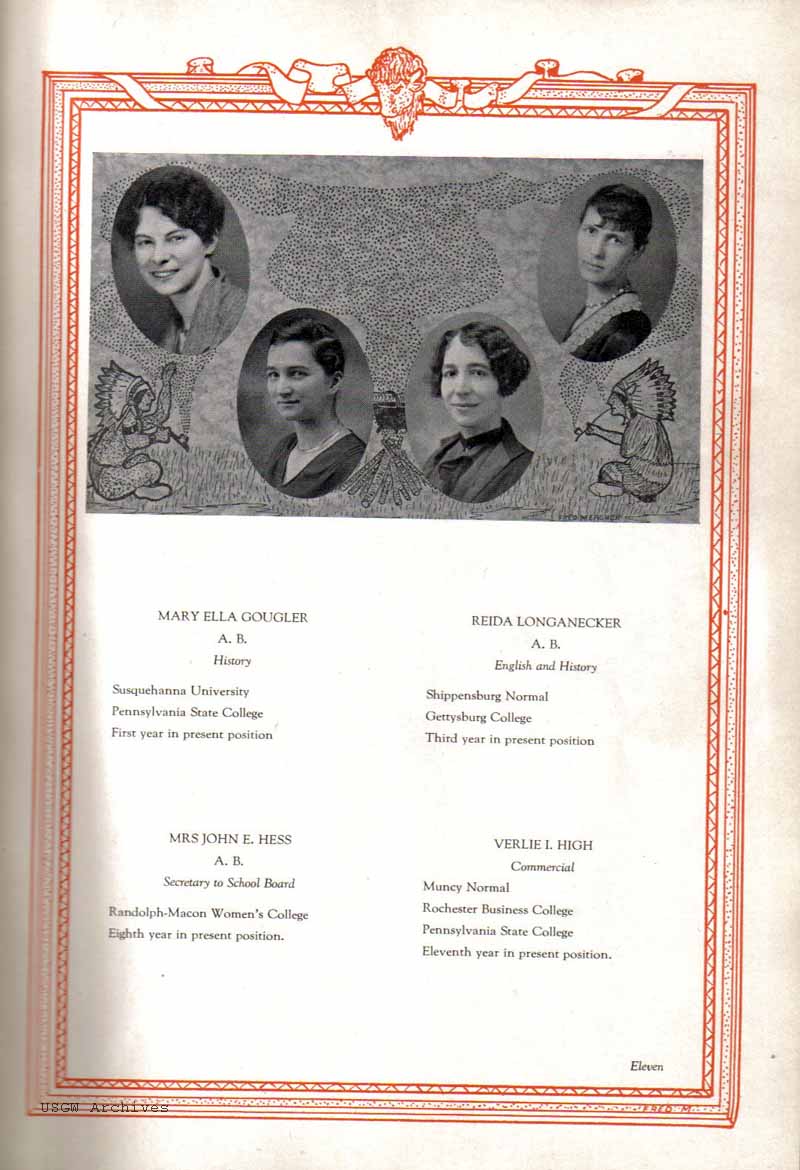 MARY ELLA GOUGLER
A. B.
History
Susquehanna University
Pennsylvania State College
First year in present position
REIDA LONGANECKER
A. B.
English and History
Shippensburg Normal
Gettysburg College
Third year in present position
MRS JOHN E. HESS
A. B.
Secretary to School Board
Randolph-Macon Women's College
Eighth year in present position.
VERLIE I. HIGH
Commercial
Muncy Normal
Rochester Business College
Pennsylvania State College
Eleventh year in present position.
Eleven
FRED M.
USGW Archives